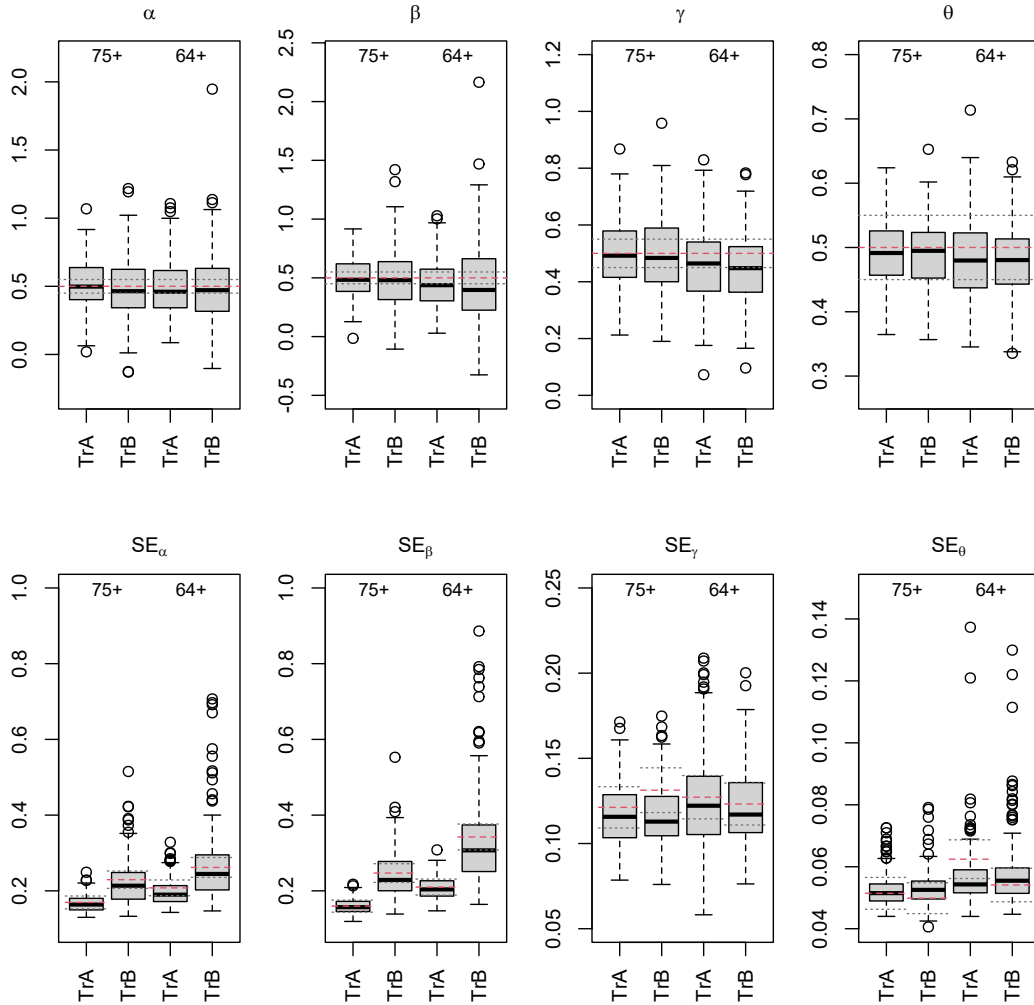 α β γ θ
75+ 64+ 75+ 64+ 75+ 64+ 75+ 64+
0.0 0.5 1.0 1.5 2.0
-0.5 0.0 0.5 1.0 1.5 2.0 2.5
0.0 0.2 0.4 0.6 0.8 1.0 1.2
0.3 0.4 0.5 0.6 0.7 0.8
TrA TrB TrA TrB TrA TrB TrA TrB TrA TrB TrA TrB TrA TrB TrA TrB
SEα SEβ SEγ SEθ
75+ 64+ 75+ 64+ 75+ 64+ 75+ 64+
0.2 0.4 0.6 0.8 1.0
0.2 0.4 0.6 0.8 1.0
0.05 0.10 0.15 0.20 0.25
0.04 0.06 0.08 0.10 0.12 0.14
TrA TrB TrA TrB TrA TrB TrA TrB TrA TrB TrA TrB TrA TrB TrA TrB